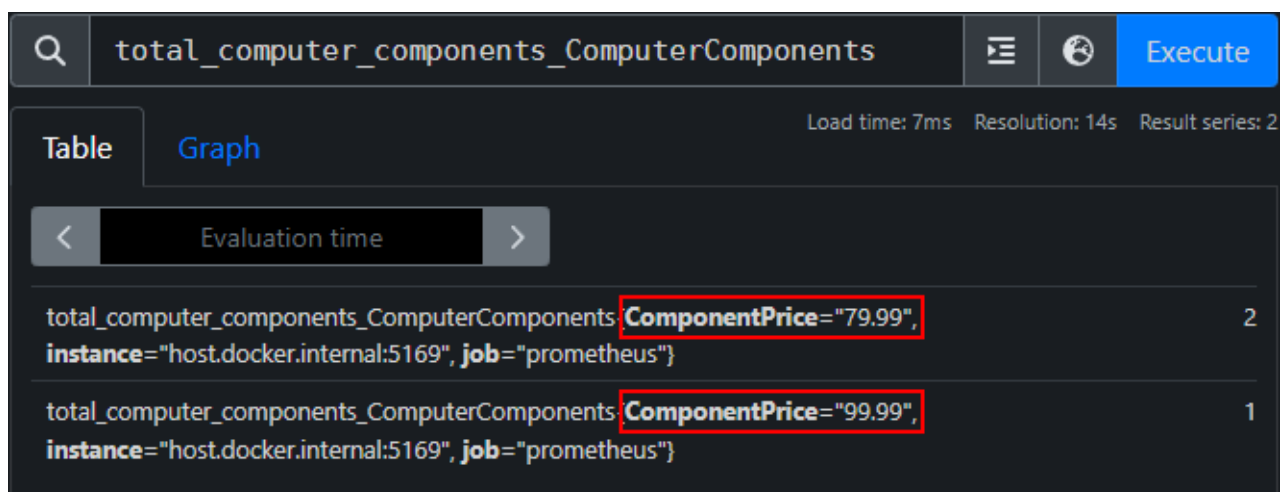 total_computer_components_ComputerComponents Execute
Load time: 7ms Resolution: 14s Result series: 2
Table Graph
Evaluation time
total_computer_components_ComputerComponents{ComponentPrice="79.99", 2
instance="host.docker.internal:5169", job="prometheus"}
total_computer_components_ComputerComponents{ComponentPrice="99.99", 1
instance="host.docker.internal:5169", job="prometheus"}